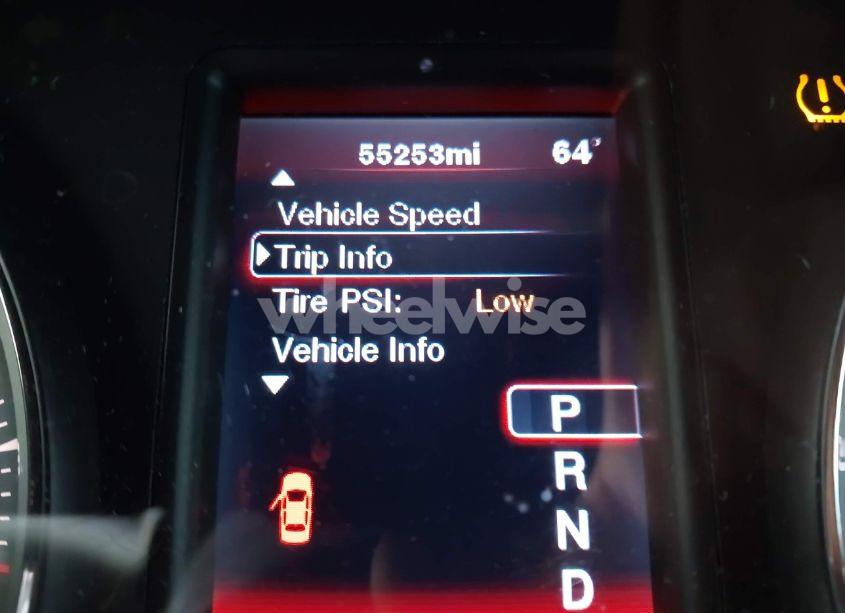 55253mi 64°
Vehicle Speed
Trip Info
Tire PSI: Low
wheelwise
Vehicle Info
P
R
N
D